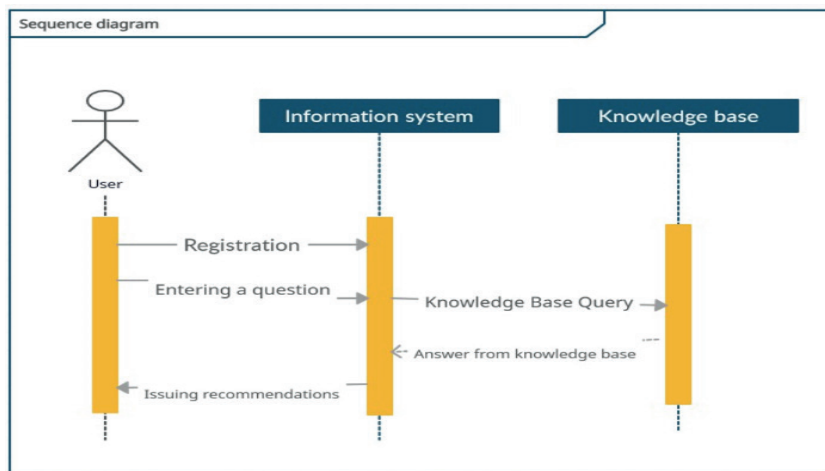 Sequence diagram
Information system
Knowledge base
User
Registration
Entering a question
Knowledge Base Query
Answer from knowledge base
Issuing recommendations